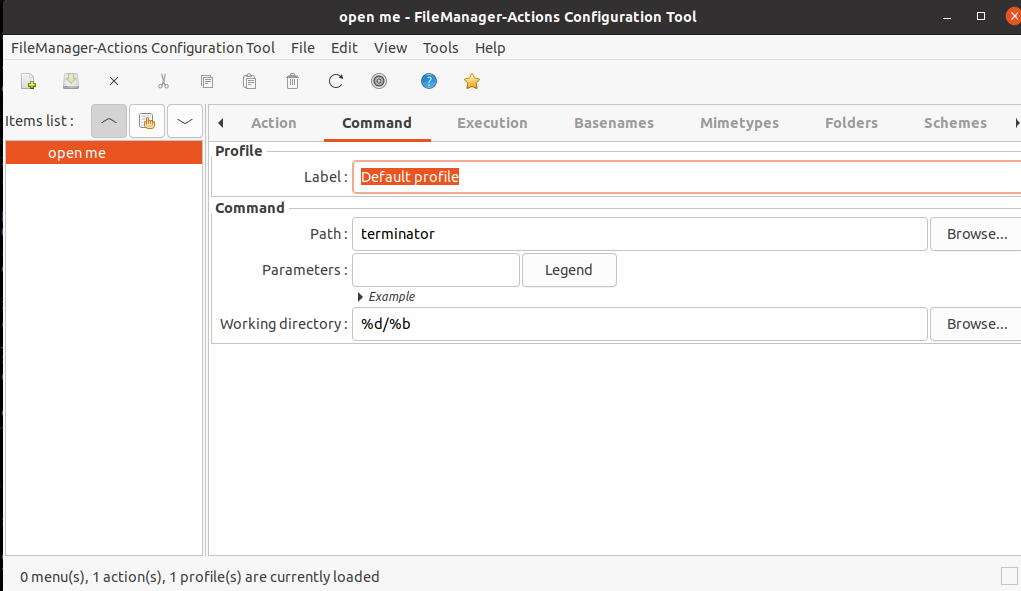 open me - FileManager-Actions Configuration Tool
FileManager-Actions Configuration Tool File Edit View Tools Help
Items list :
Action Command Execution Basenames Mimetypes Folders Schemes
open me
Profile
Label : Default profile
Command
Path : terminator Browse...
Parameters : Legend
Example
Working directory : %d/%b Browse...
0 menu(s), 1 action(s), 1 profile(s) are currently loaded